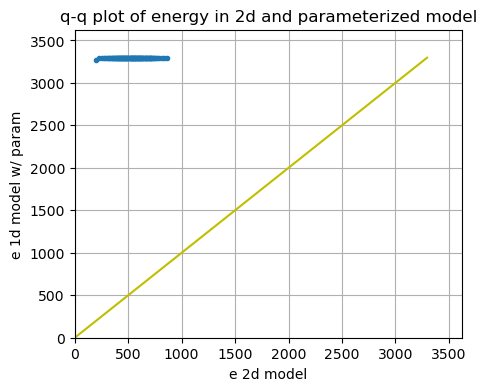 q-q plot of energy in 2d and parameterized model
3500
3000
2500
2000
1500
1000
500
0
e 1d model w/ param
0 500 1000 1500 2000 2500 3000 3500
e 2d model